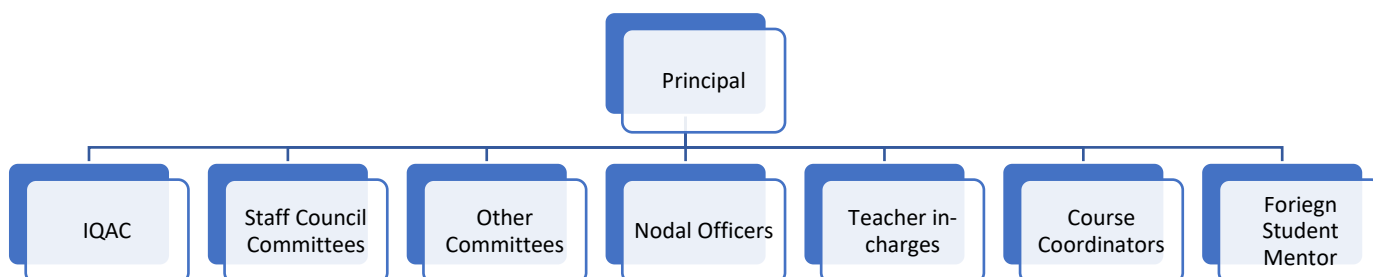 Principal
IQAC
Staff Council
Committees
Other
Committees
Nodal Officers
Teacher in-
charges
Course
Coordinators
Foriegn
Student
Mentor